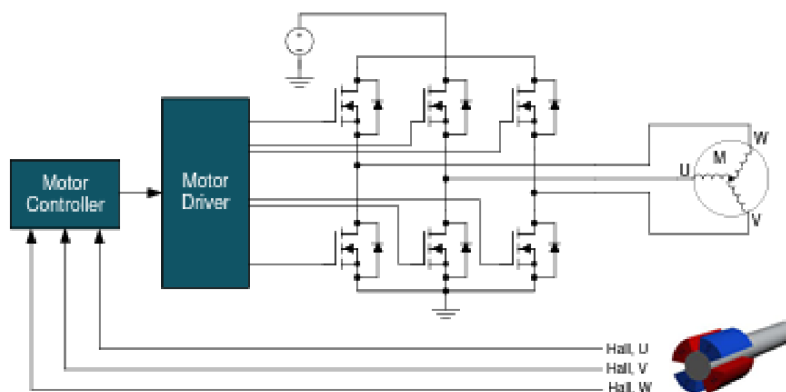 Motor
Controller
Motor
Driver
W
M
U
V
Hall, U
Hall, V
Hall, W